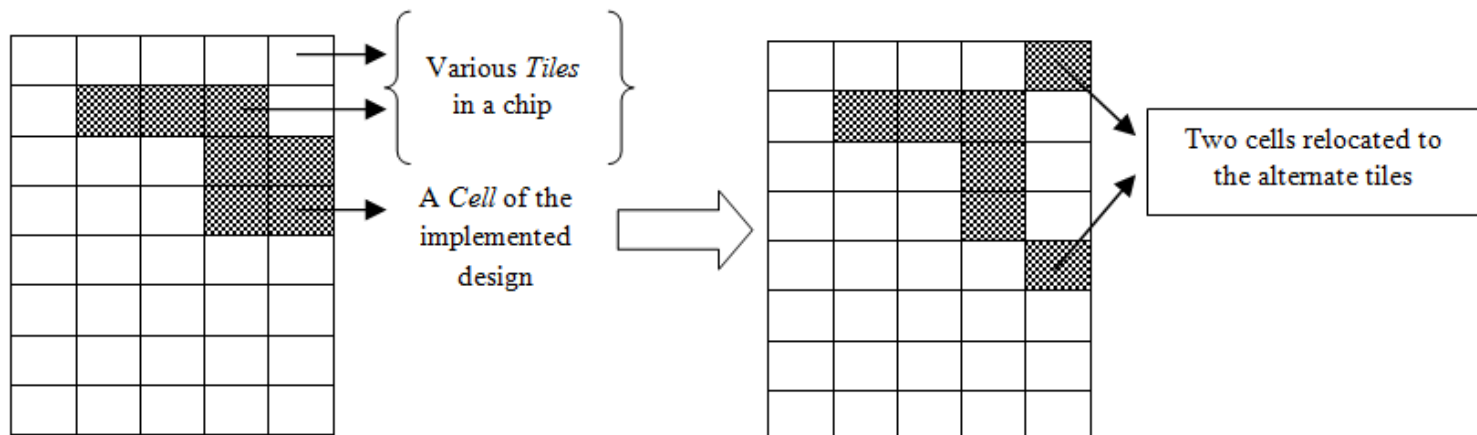 Various Tiles
in a chip
A Cell of the
implemented
design
Two cells relocated to
the alternate tiles